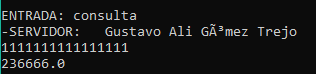 ENTRADA: consulta
-SERVIDOR:   Gustavo Ali GÃ³mez Trejo
1111111111111111
236666.0